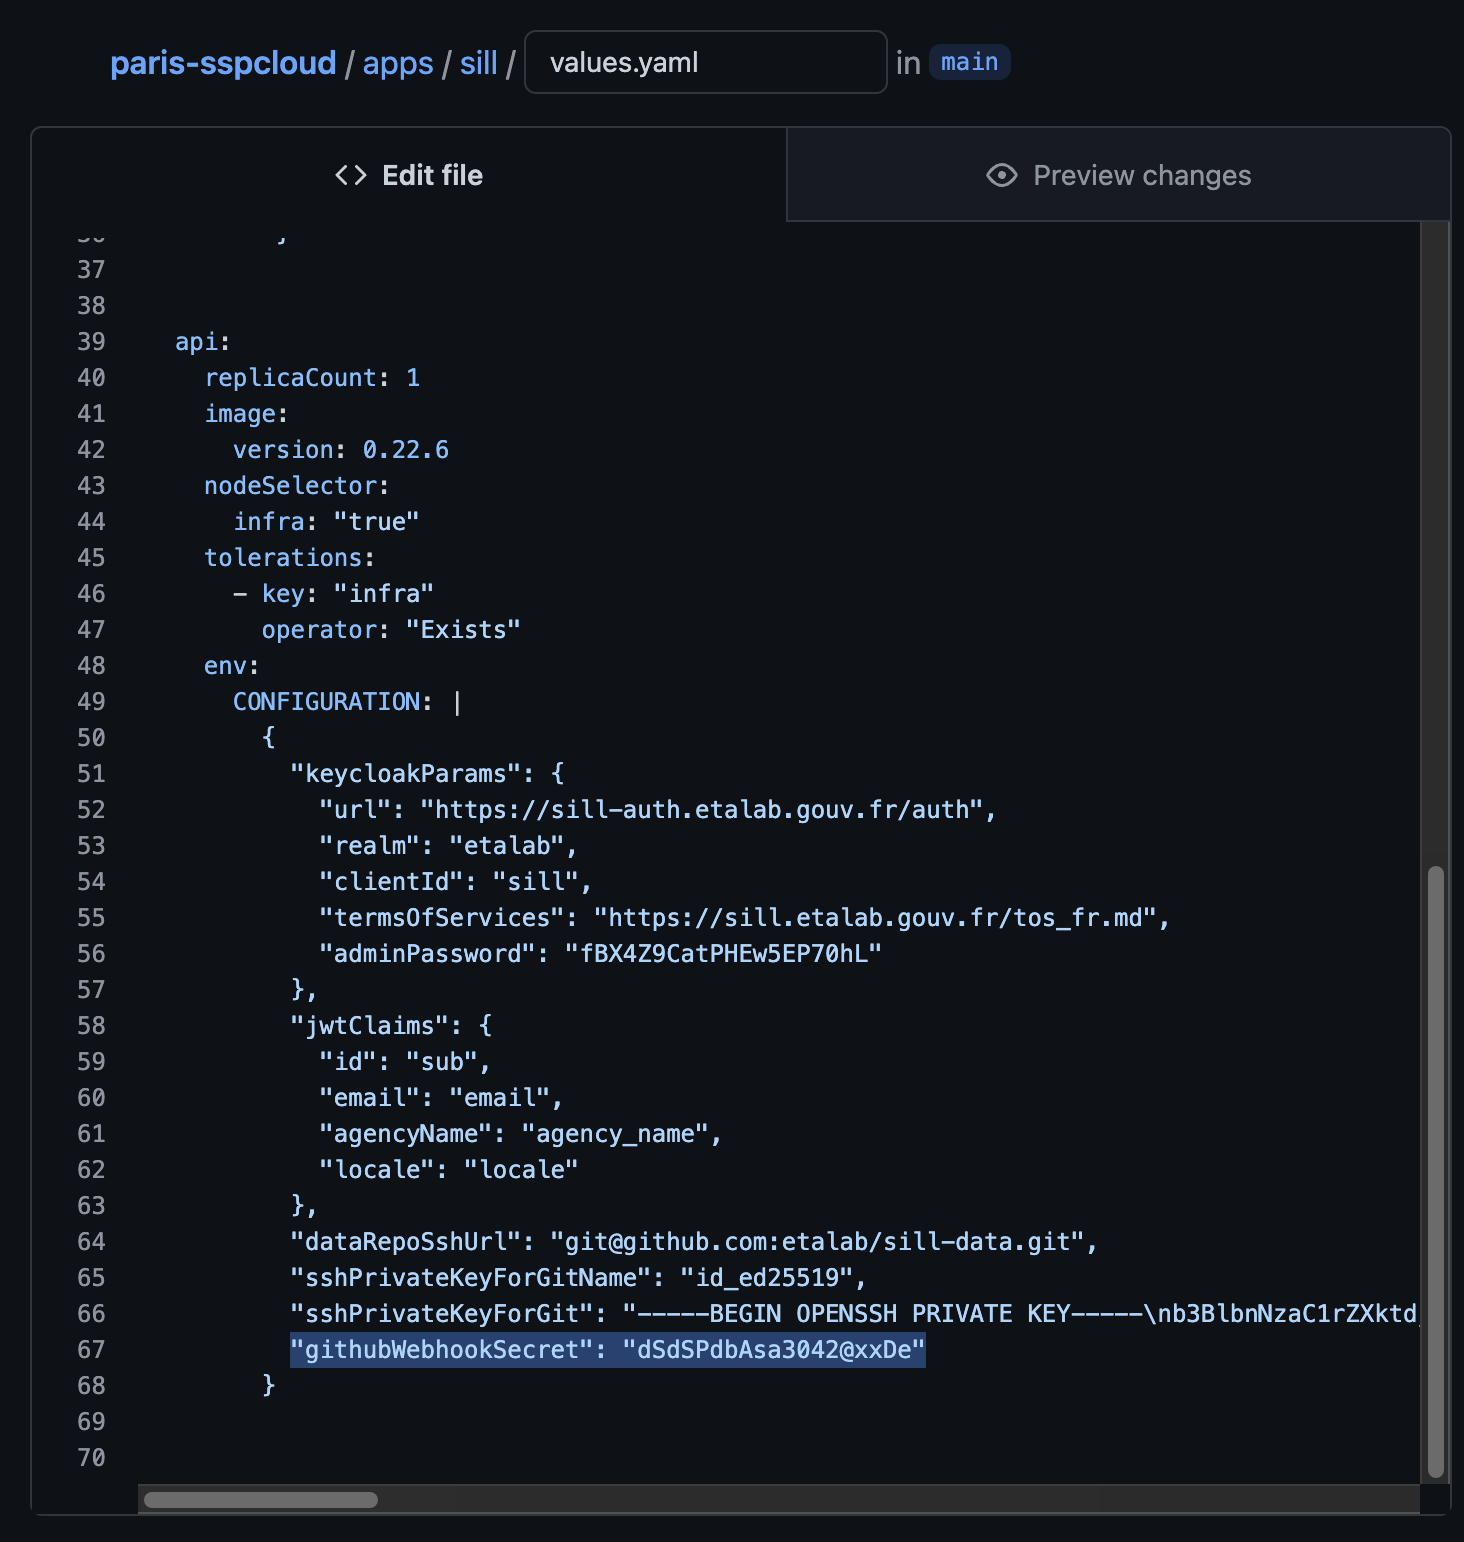 paris-sspcloud / apps / sill / values.yaml in main
<> Edit file
Preview changes
37
38
39 api:
40 replicaCount: 1
41 image:
42 version: 0.22.6
43 nodeSelector:
44 infra: "true"
45 tolerations:
46 - key: "infra"
47 operator: "Exists"
48 env:
49 CONFIGURATION: |
50 {
51 "keycloakParams": {
52 "url": "https://sill-auth.etalab.gouv.fr/auth",
53 "realm": "etalab",
54 "clientId": "sill",
55 "termsOfServices": "https://sill.etalab.gouv.fr/tos_fr.md",
56 "adminPassword": "fBX4Z9CatPHEw5EP70hL"
57 },
58 "jwtClaims": {
59 "id": "sub",
60 "email": "email",
61 "agencyName": "agency_name",
62 "locale": "locale"
63 },
64 "dataRepoSshUrl": "git@github.com:etalab/sill-data.git",
65 "sshPrivateKeyForGitName": "id_ed25519",
66 "sshPrivateKeyForGit": "-----BEGIN OPENSSH PRIVATE KEY-----\nb3BlbnNzaC1rZXktd
67 "githubWebhookSecret": "dSdSPdbAsa3042@xxDe"
68 }
69
70